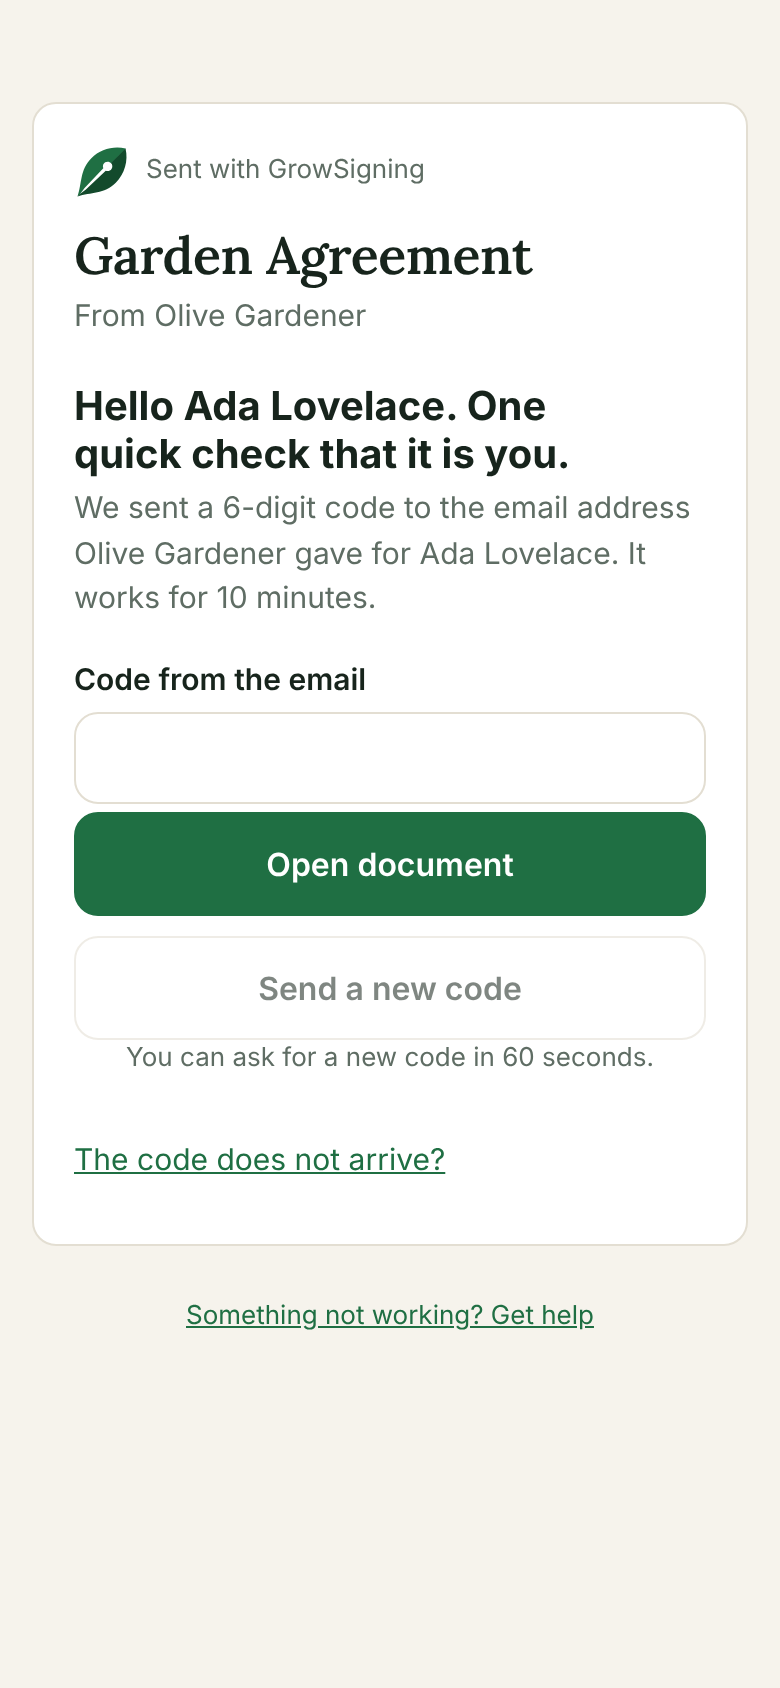 Sent with GrowSigning
Garden Agreement
From Olive Gardener
Hello Ada Lovelace. One
quick check that it is you.
We sent a 6-digit code to the email address
Olive Gardener gave for Ada Lovelace. It
works for 10 minutes.
Code from the email
Open document
Send a new code
You can ask for a new code in 60 seconds.
The code does not arrive?
Something not working? Get help